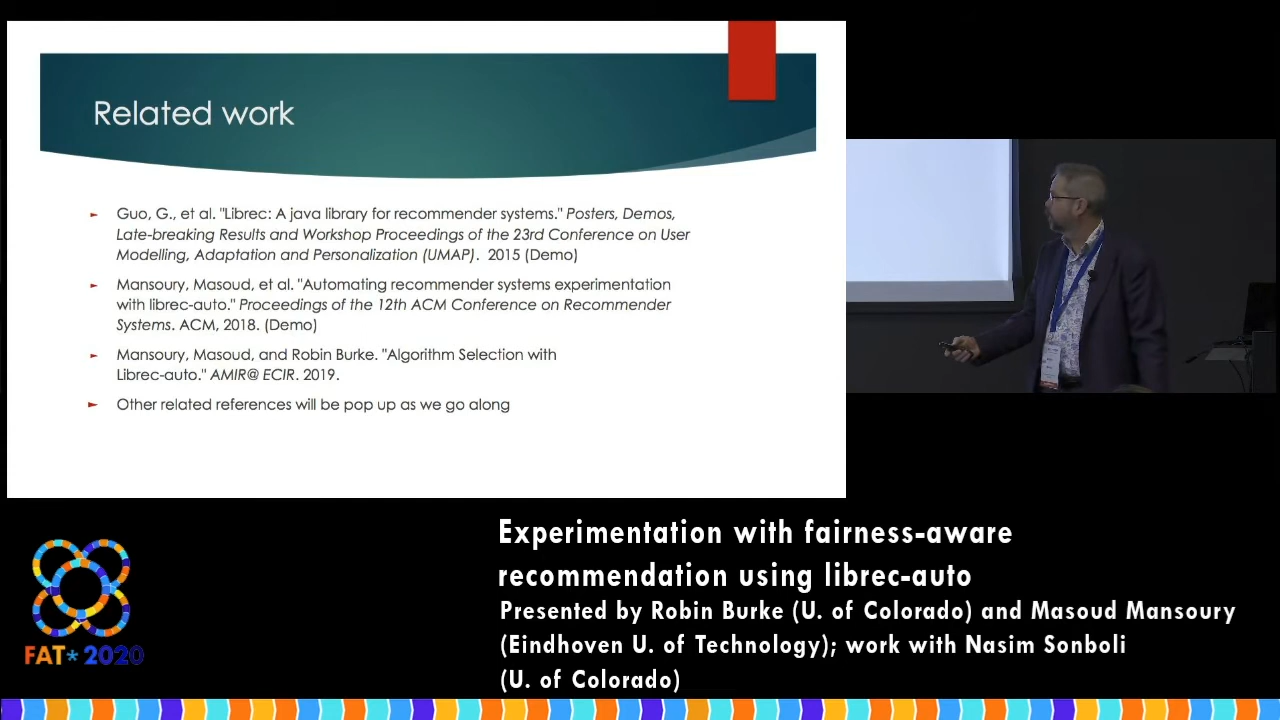 Related work
► Guo, G., et al. "Librec: A java library for recommender systems." Posters, Demos,
Late-breaking Results and Workshop Proceedings of the 23rd Conference on User
Modelling, Adaptation and Personalization (UMAP). 2015 (Demo)
► Mansoury, Masoud, et al. "Automating recommender systems experimentation
with librec-auto." Proceedings of the 12th ACM Conference on Recommender
Systems. ACM, 2018. (Demo)
► Mansoury, Masoud, and Robin Burke. "Algorithm Selection with
Librec-auto." AMIR@ ECIR. 2019.
► Other related references will be pop up as we go along
Experimentation with fairness-aware
recommendation using librec-auto
Presented by Robin Burke (U. of Colorado) and Masoud Mansoury
(Eindhoven U. of Technology); work with Nasim Sonboli
(U. of Colorado)
FAT* 2020